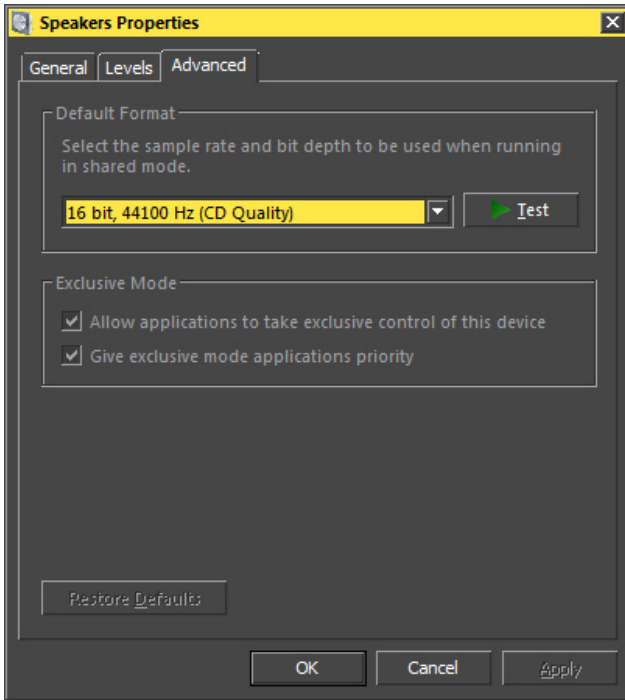 Speakers Properties
General Levels Advanced
Default Format
Select the sample rate and bit depth to be used when running
in shared mode.
16 bit, 44100 Hz (CD Quality) Test
Exclusive Mode
Allow applications to take exclusive control of this device
Give exclusive mode applications priority
Restore Defaults
OK Cancel Apply